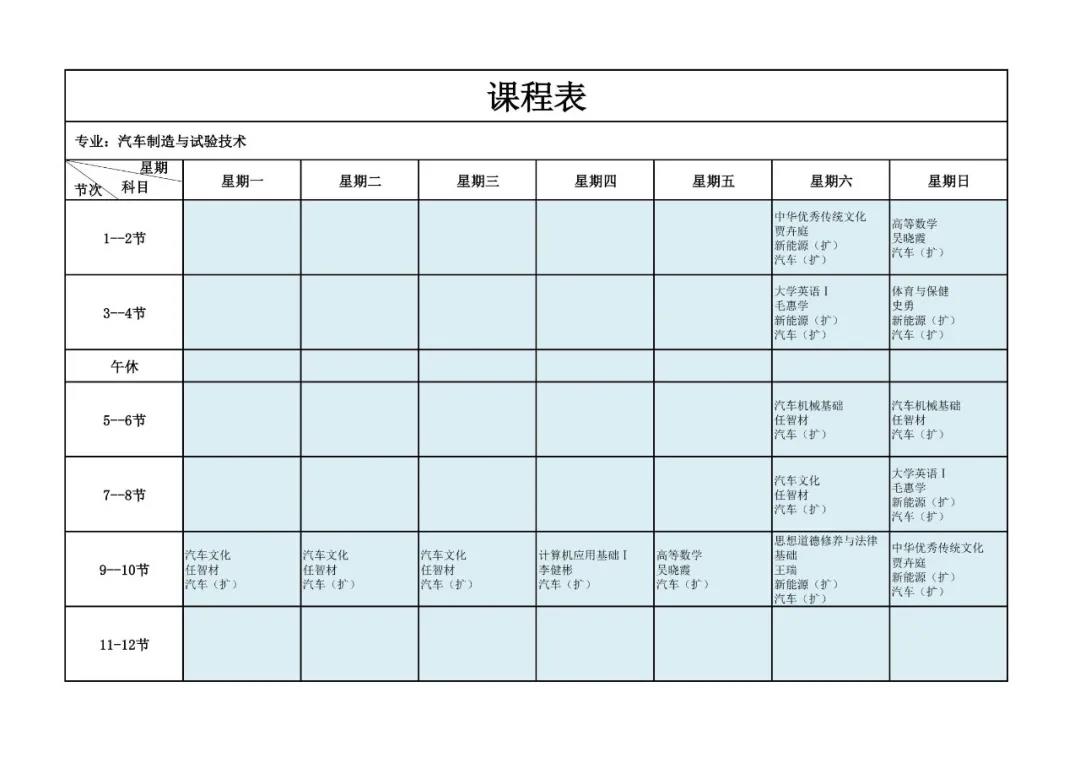 课程表
专业：汽车制造与试验技术
星期
节次 科目
星期一 星期二 星期三 星期四 星期五 星期六 星期日
1--2节
中华优秀传统文化
贾卉庭
新能源（扩）
汽车（扩）
高等数学
吴晓霞
汽车（扩）
3--4节
大学英语Ⅰ
毛惠学
新能源（扩）
汽车（扩）
体育与保健
史勇
新能源（扩）
汽车（扩）
午休
5--6节
汽车机械基础
任智材
汽车（扩）
汽车机械基础
任智材
汽车（扩）
7--8节
汽车文化
任智材
汽车（扩）
大学英语Ⅰ
毛惠学
新能源（扩）
汽车（扩）
9--10节
汽车文化
任智材
汽车（扩）
汽车文化
任智材
汽车（扩）
汽车文化
任智材
汽车（扩）
计算机应用基础Ⅰ
李健彬
汽车（扩）
高等数学
吴晓霞
汽车（扩）
思想道德修养与法律
基础
王瑞
新能源（扩）
汽车（扩）
中华优秀传统文化
贾卉庭
新能源（扩）
汽车（扩）
11-12节